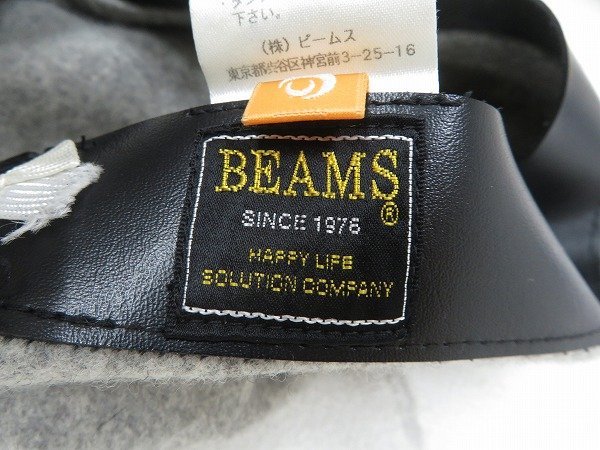 下さい。
(株) ビームス
東京都渋谷区神宮前3-25-16
BEAMS
®
SINCE 1976
HAPPY LIFE
SOLUTION COMPANY